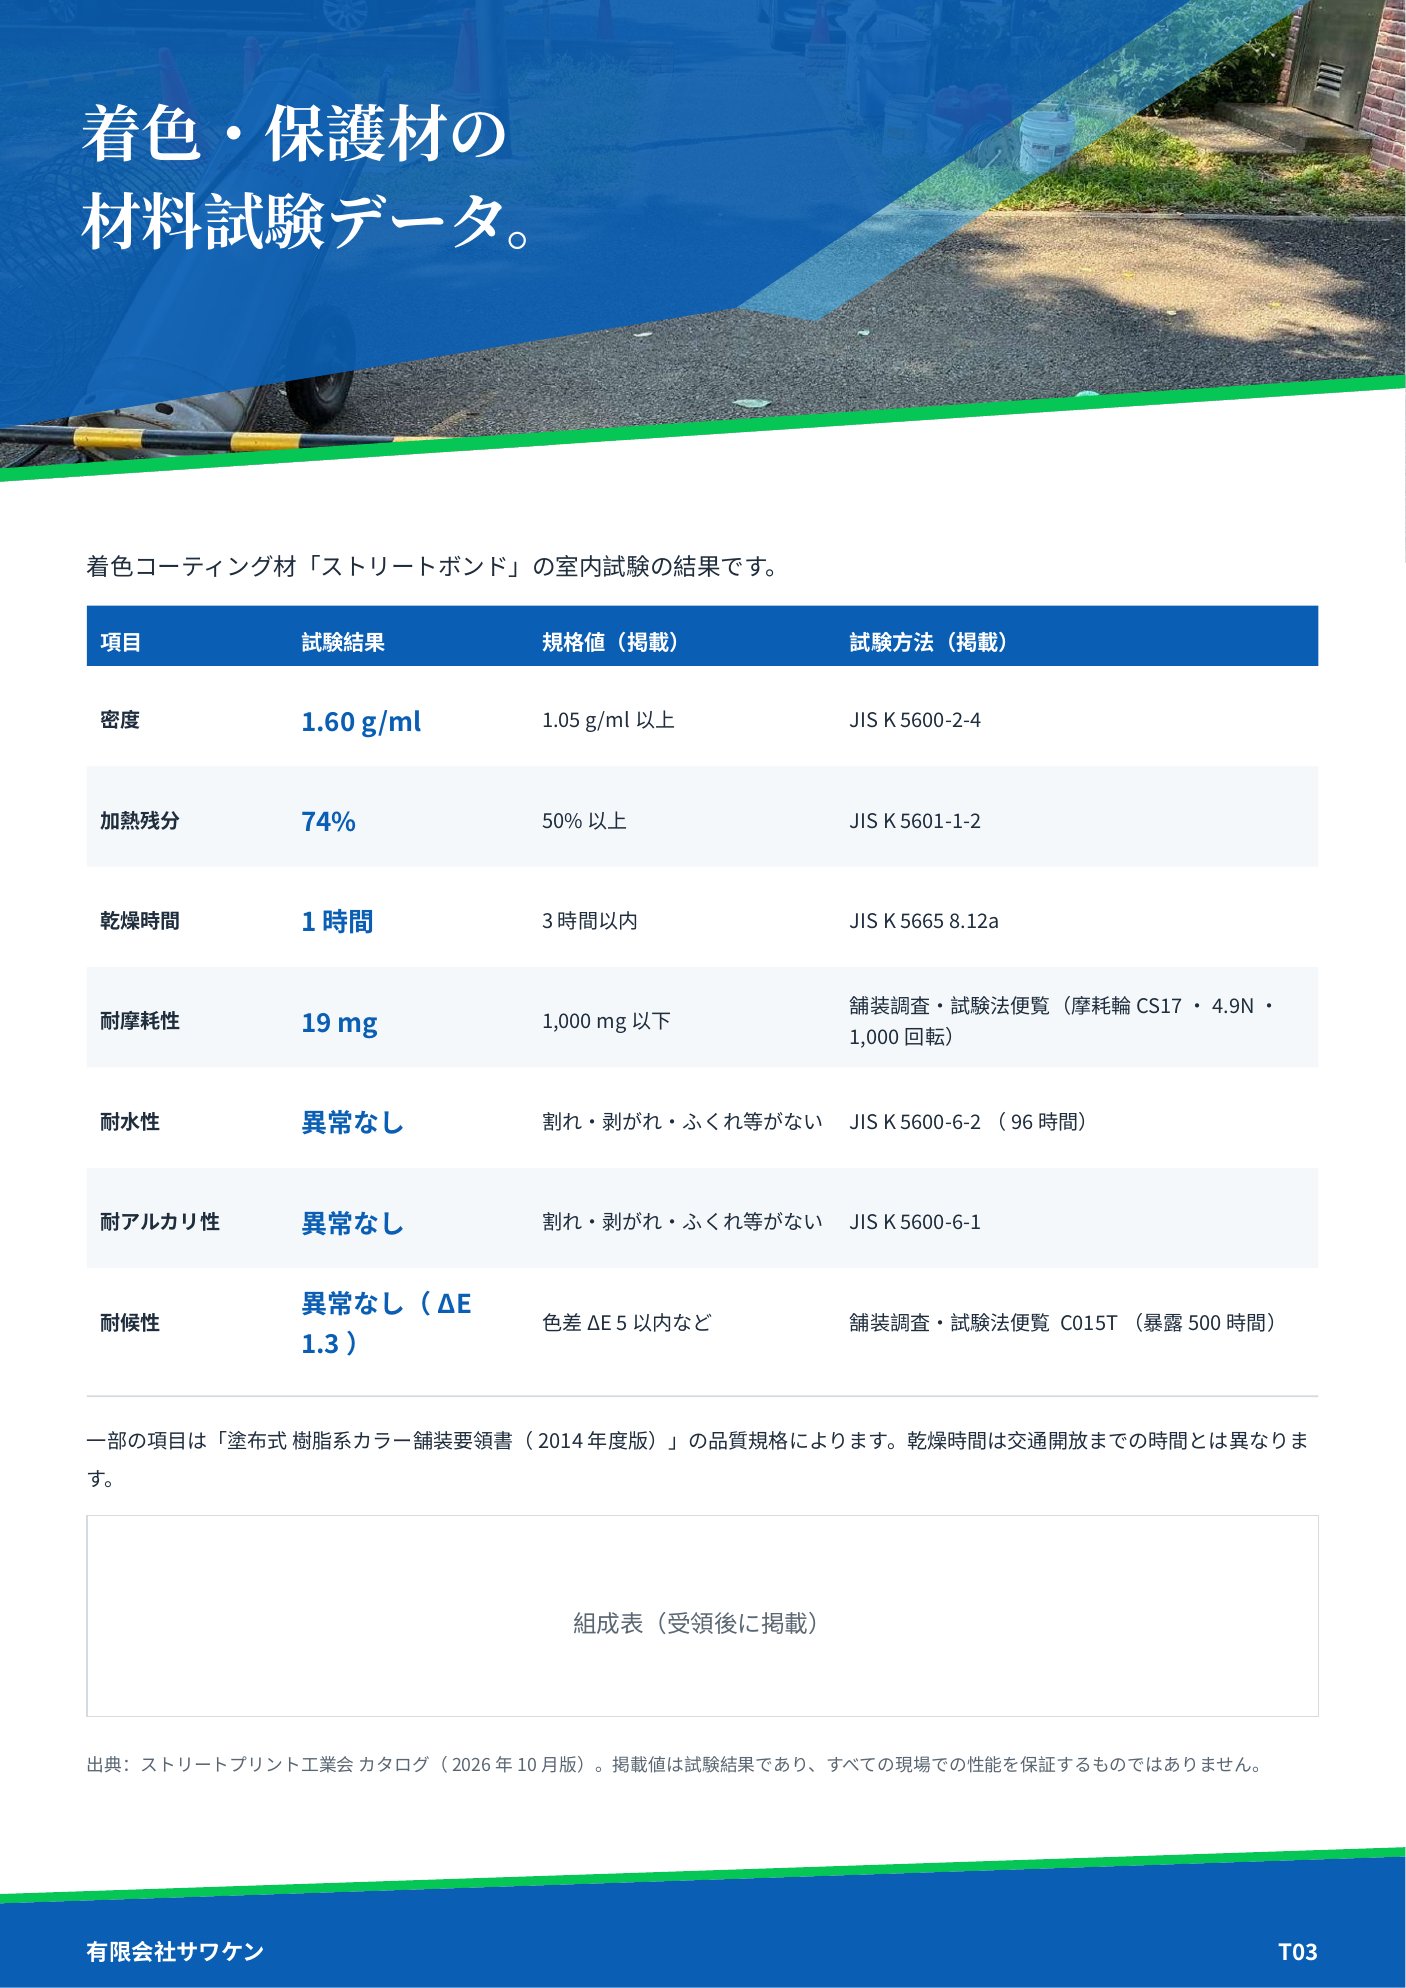 着色・保護材の
材料試験データ。
着色コーティング材「ストリートボンド」の室内試験の結果です。
項目 試験結果 規格値（掲載） 試験方法（掲載）
密度 1.60 g/ml 1.05 g/ml 以上 JIS K 5600-2-4
加熱残分 74% 50% 以上 JIS K 5601-1-2
乾燥時間 1 時間 3 時間以内 JIS K 5665 8.12a
耐摩耗性 19 mg 1,000 mg 以下 舗装調査・試験法便覧（摩耗輪 CS17 ・ 4.9N ・
1,000 回転）
耐水性 異常なし 割れ・剥がれ・ふくれ等がない JIS K 5600-6-2 （ 96 時間）
耐アルカリ性 異常なし 割れ・剥がれ・ふくれ等がない JIS K 5600-6-1
耐候性 異常なし（ ΔE
1.3 ） 色差 ΔE 5 以内など 舗装調査・試験法便覧 C015T （暴露 500 時間）
一部の項目は「塗布式 樹脂系カラー舗装要領書（ 2014 年度版）」の品質規格によります。乾燥時間は交通開放までの時間とは異なりま
す。
組成表（受領後に掲載）
出典：ストリートプリント工業会 カタログ（ 2026 年 10 月版）。掲載値は試験結果であり、すべての現場での性能を保証するものではありません。
有限会社サワケン T03